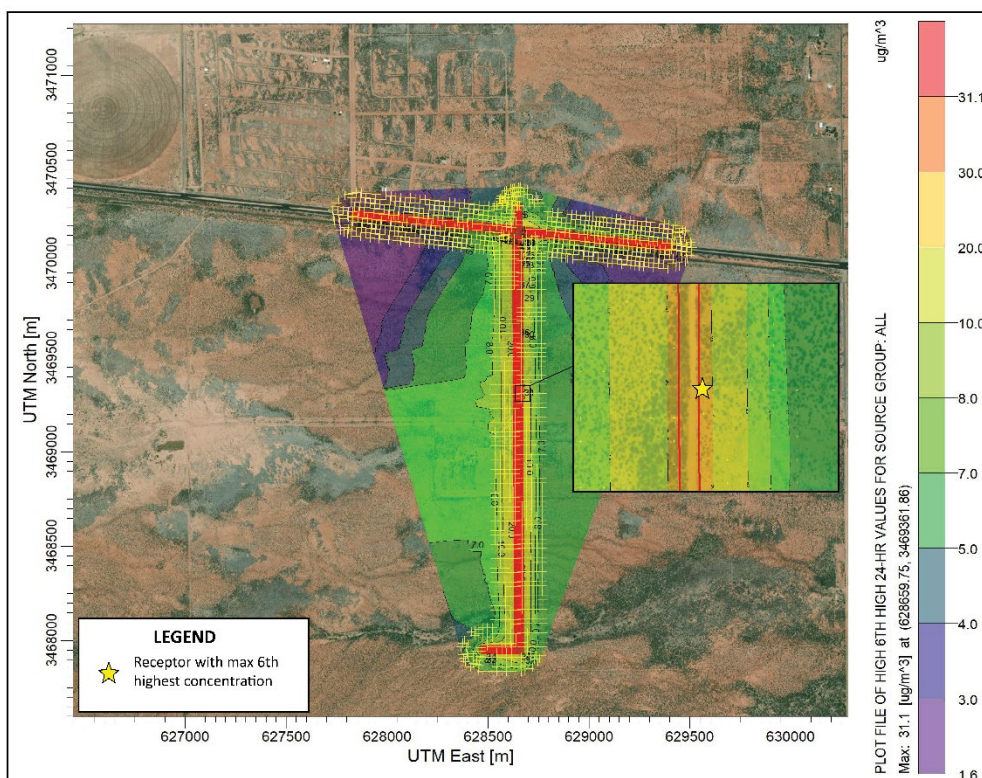 ug/m^3
31.1
30.0
20.0
10.0
8.0
7.0
5.0
4.0
3.0
1.6
PLOT FILE OF HIGH 6TH HIGH 24-HR VALUES FOR SOURCE GROUP: ALL
Max: 31.1 [ug/m^3] at (628659.75, 3469361.86)
UTM North [m]
3471000
3470500
3470000
3469500
3469000
3468500
3468000
7.0
LEGEND
Receptor with max 6th
highest concentration
627000 627500 628000 628500 629000 629500 630000
UTM East [m]